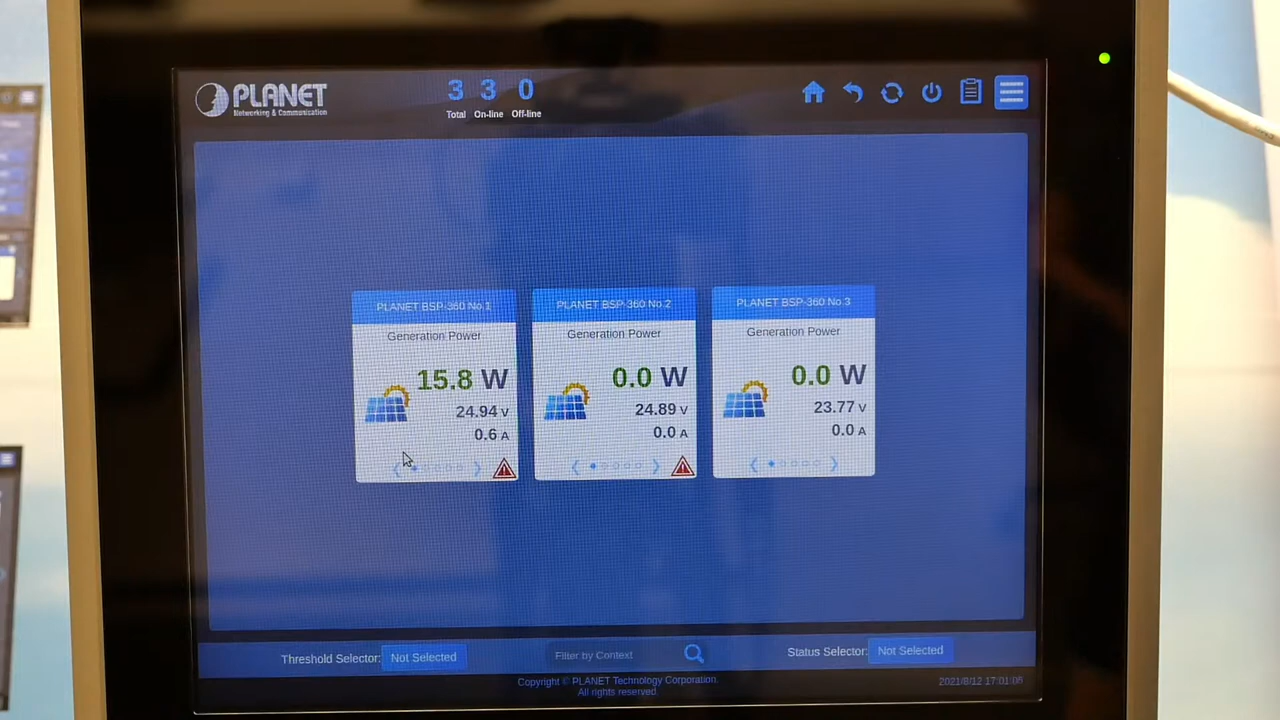 PLANET
Networking & Communication
3 3 0
Total On-line Off-line
PLANET BSP-360 No.1
Generation Power
15.8 W
24.94 V
0.6 A
PLANET BSP-360 No.2
Generation Power
0.0 W
24.89 V
0.0 A
PLANET BSP-360 No.3
Generation Power
0.0 W
23.77 V
0.0 A
Threshold Selector: Not Selected
Filter by Context
Status Selector: Not Selected
Copyright © PLANET Technology Corporation.
All rights reserved.
2021/8/12 17:01:06